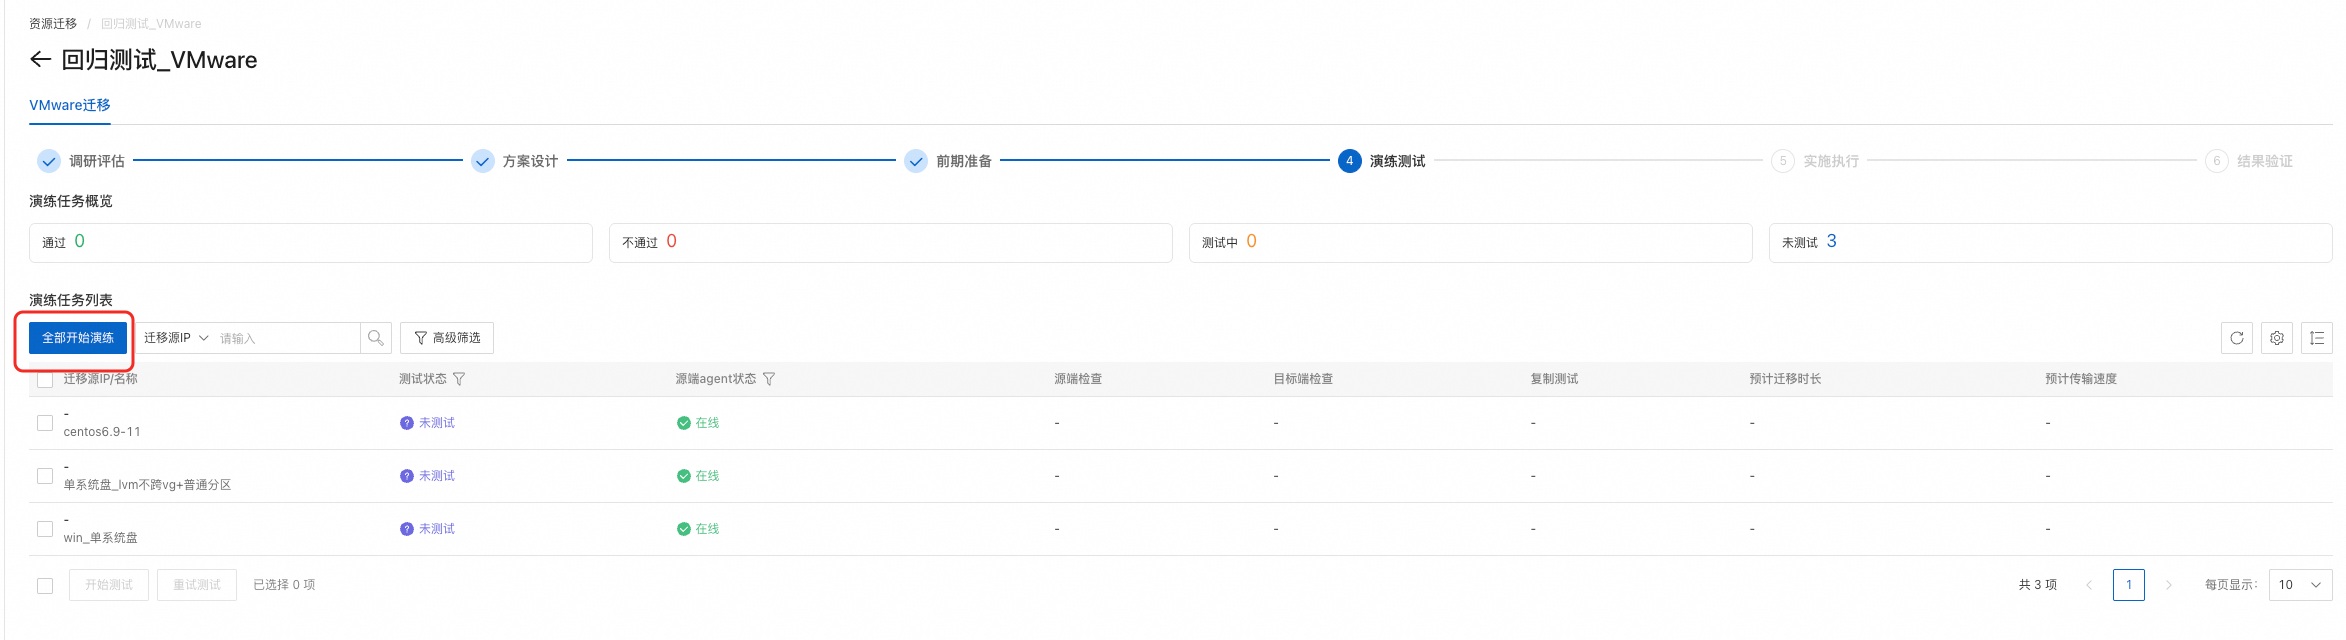 资源迁移 / 回归测试_VMware
回归测试_VMware
VMware迁移
调研评估 方案设计 前期准备 4 演练测试 5 实施执行 6 结果验证
演练任务概览
通过 0 不通过 0 测试中 0 未测试 3
演练任务列表
全部开始演练 迁移源IP 请输入 高级筛选
迁移源IP/名称 测试状态 源端agent状态 源端检查 目标端检查 复制测试 预计迁移时长 预计传输速度
-
centos6.9-11 未测试 在线 - - - - -
-
单系统盘_lvm不跨vg+普通分区 未测试 在线 - - - - -
-
win_单系统盘 未测试 在线 - - - - -
开始测试 重试测试 已选择 0 项 共 3 项 1 每页显示: 10